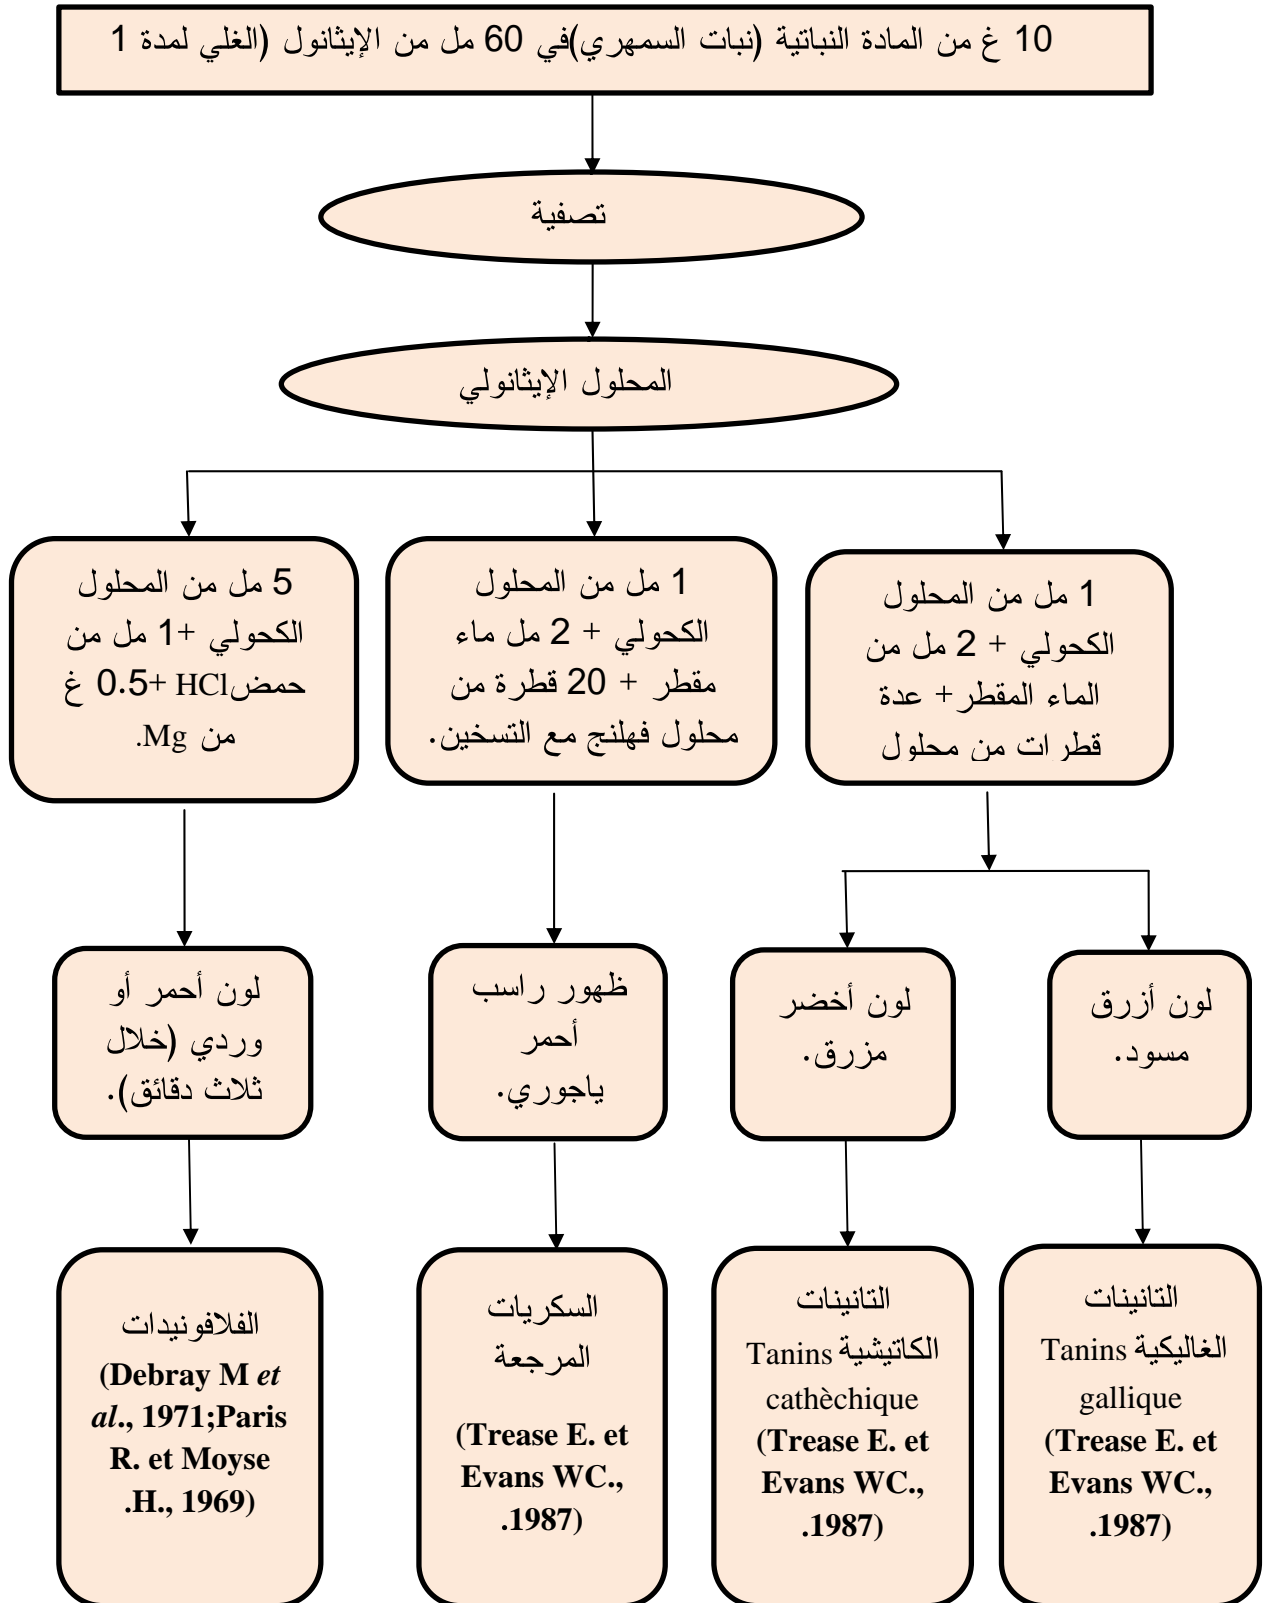 10 غ من المادة النباتية (نبات السمهري)في 60 مل من الإيثانول (الغلي لمدة 1
تصفية
المحلول الإيثانولي
1 مل من المحلول
الكحولي + 2 مل من
الماء المقطر+ عدة
قطرات من محلول
1 مل من المحلول
الكحولي + 2 مل ماء
مقطر + 20 قطرة من
محلول فهلنج مع التسخين.
5 مل من المحلول
الكحولي +1 مل من
حمضHCl +0.5 غ
من Mg.
لون أزرق
مسود.
لون أخضر
مزرق.
ظهور راسب
أحمر
ياجوري.
لون أحمر أو
وردي (خلال
ثلاث دقائق).
التانينات
الغاليكية Tanins
gallique
(Trease E. et
Evans WC.,
.1987)
التانينات
الكاتيشية Tanins
cathèchique
(Trease E. et
Evans WC.,
.1987)
السكريات
المرجعة
(Trease E. et
Evans WC.,
.1987)
الفلافونيدات
(Debray M et
al., 1971;Paris
R. et Moyse
.H., 1969)